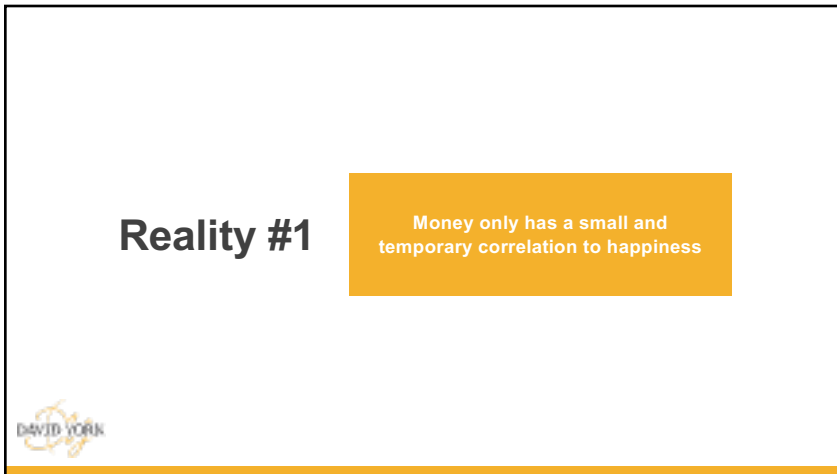 Reality #1
Money only has a small and
temporary correlation to happiness
DAVID YORK